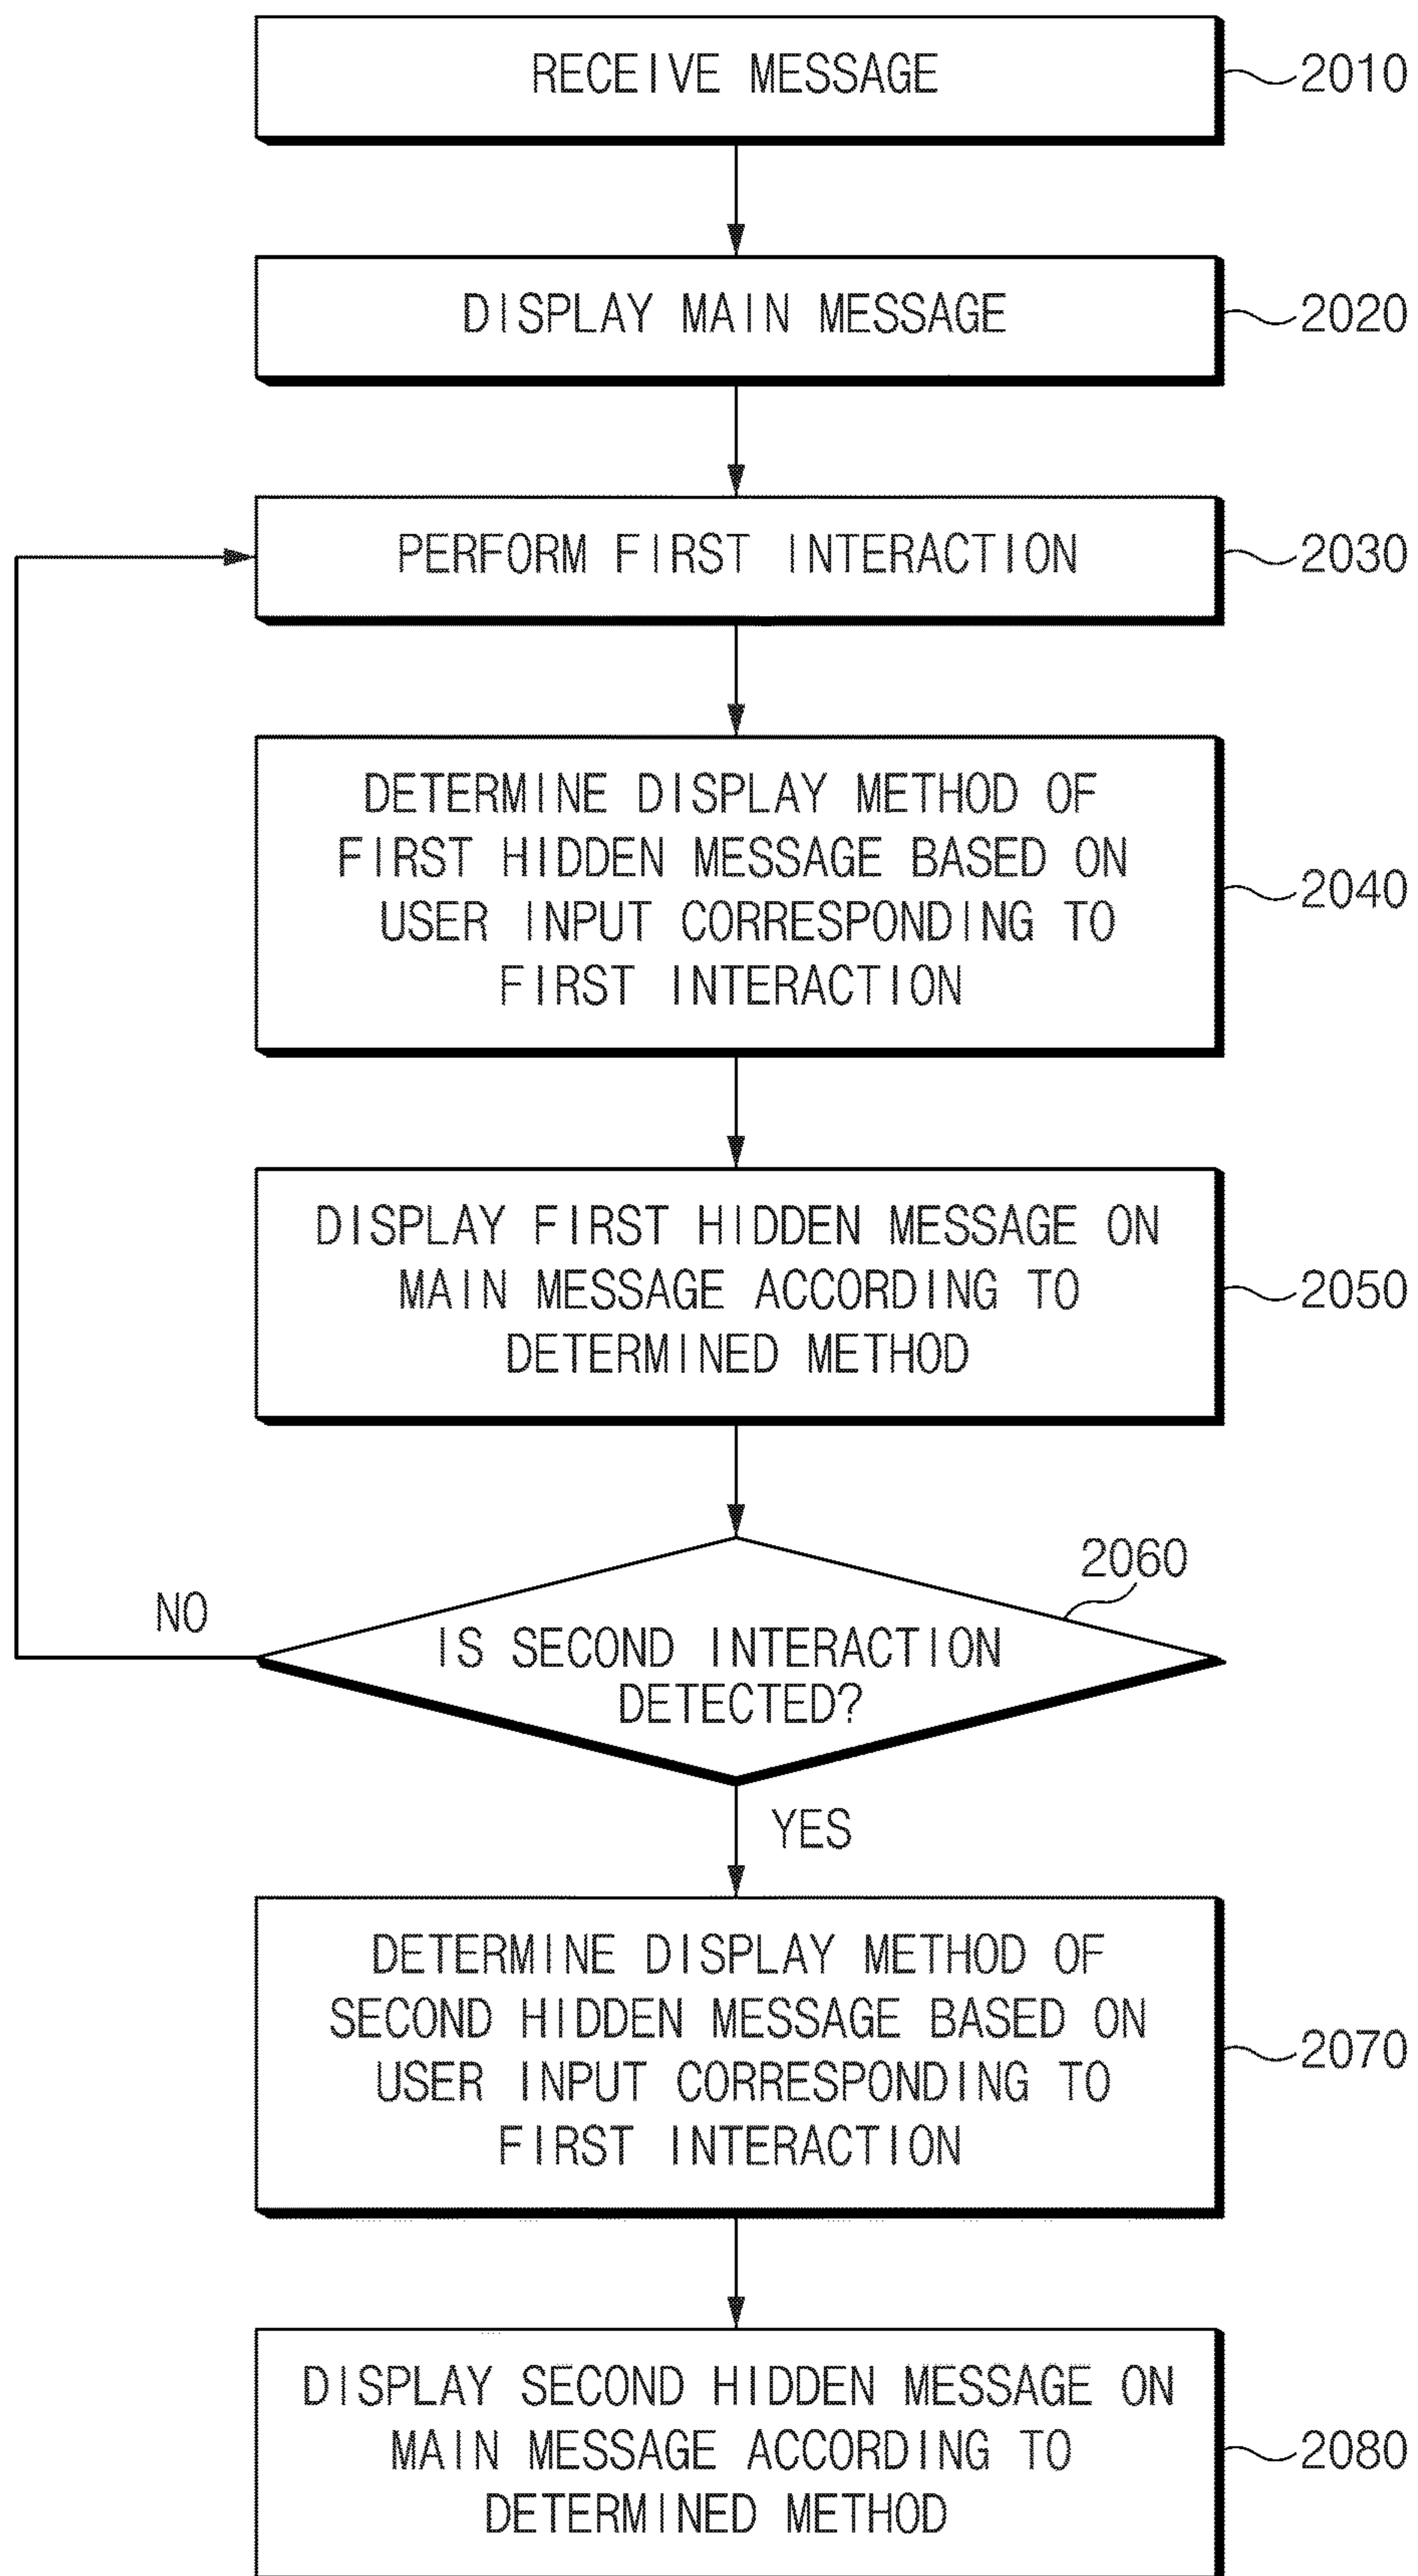 RECEIVE MESSAGE
2010
DISPLAY MAIN MESSAGE
2020
PERFORM FIRST INTERACTION
2030
DETERMINE DISPLAY METHOD OF
FIRST HIDDEN MESSAGE BASED ON
USER INPUT CORRESPONDING TO
FIRST INTERACTION
2040
DISPLAY FIRST HIDDEN MESSAGE ON
MAIN MESSAGE ACCORDING TO
DETERMINED METHOD
2050
2060
NO
IS SECOND INTERACTION
DETECTED?
YES
DETERMINE DISPLAY METHOD OF
SECOND HIDDEN MESSAGE BASED ON
USER INPUT CORRESPONDING TO
FIRST INTERACTION
2070
DISPLAY SECOND HIDDEN MESSAGE ON
MAIN MESSAGE ACCORDING TO
DETERMINED METHOD
2080